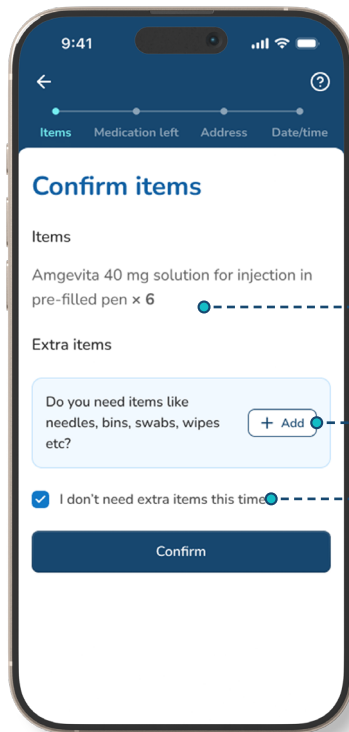 9:41
Items Medication left Address Date/time
Confirm items
Items
Amgevita 40 mg solution for injection in
pre-filled pen × 6
Extra items
Do you need items like
needles, bins, swabs, wipes
etc?
+ Add
I don't need extra items this time
Confirm